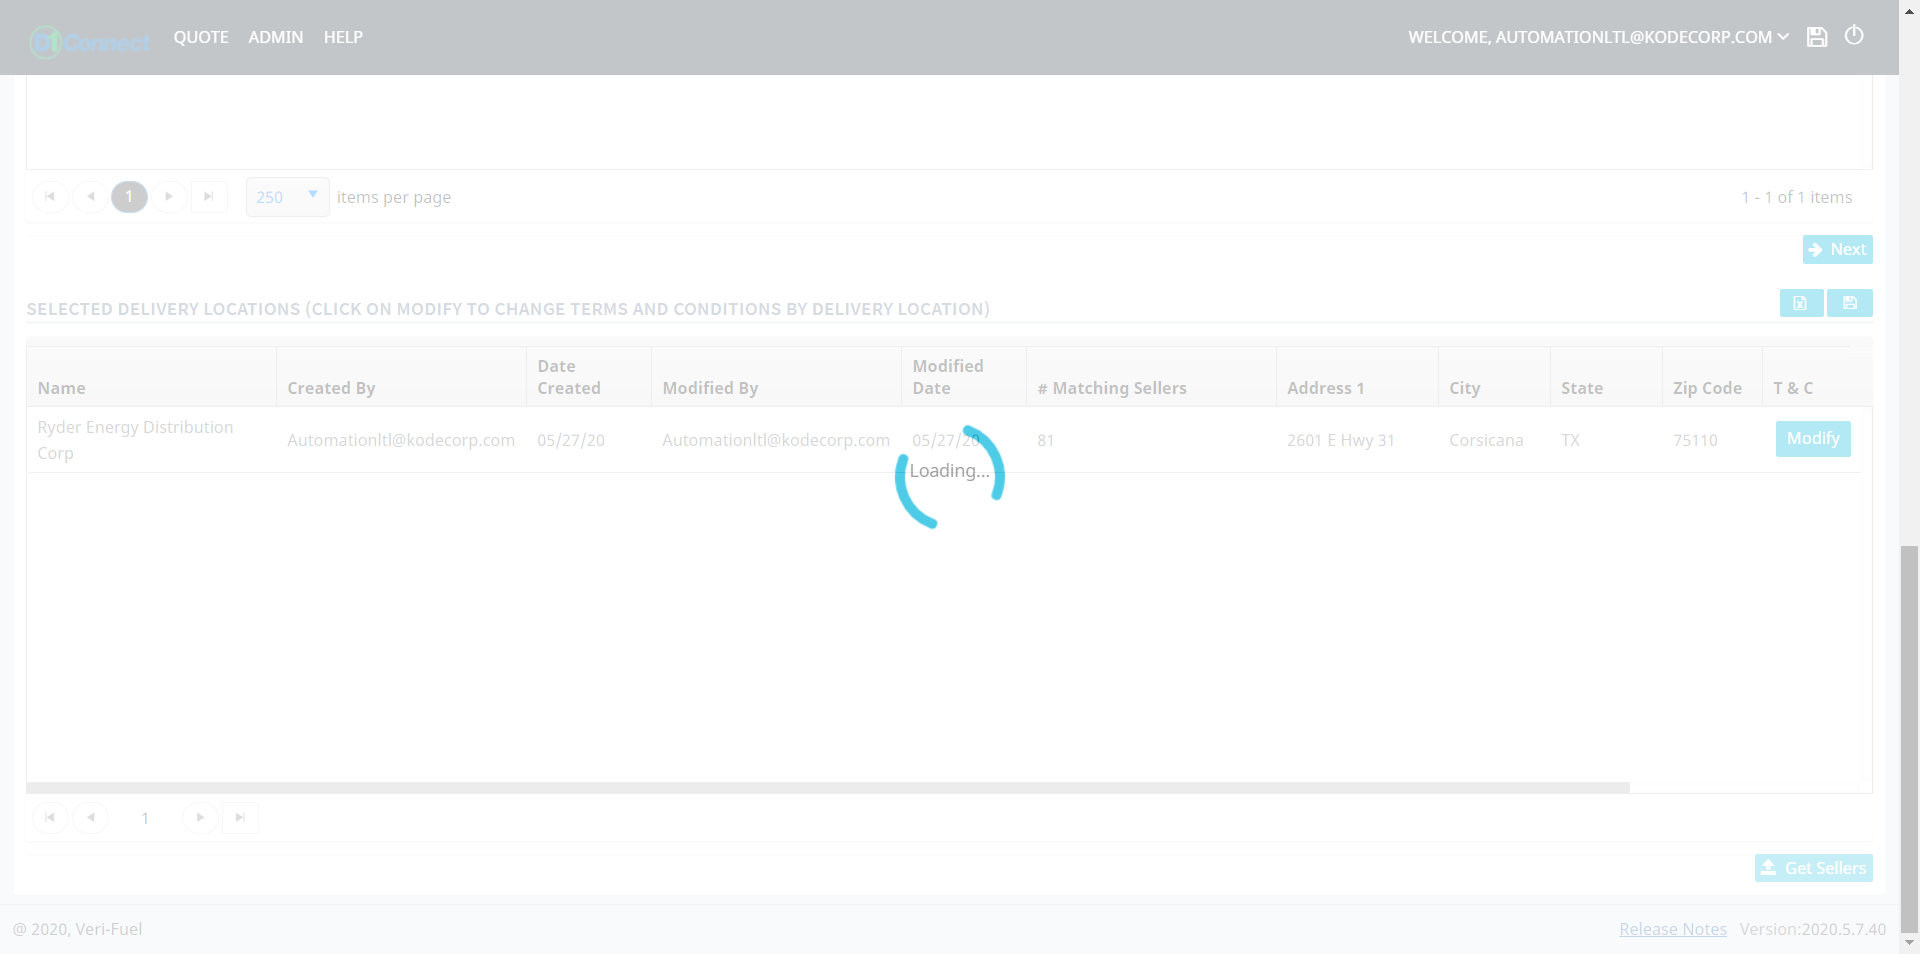 D1Connect QUOTE ADMIN HELP WELCOME, AUTOMATIONLTL@KODECORP.COM
1 250 items per page 1 - 1 of 1 items
Next
SELECTED DELIVERY LOCATIONS (CLICK ON MODIFY TO CHANGE TERMS AND CONDITIONS BY DELIVERY LOCATION)
Name Created By Date Created Modified By Modified Date # Matching Sellers Address 1 City State Zip Code T & C
Ryder Energy Distribution Corp Automationltl@kodecorp.com 05/27/20 Automationltl@kodecorp.com 05/27/20 81 2601 E Hwy 31 Corsicana TX 75110 Modify
Loading...
1
Get Sellers
@ 2020, Veri-Fuel Release Notes Version:2020.5.7.40